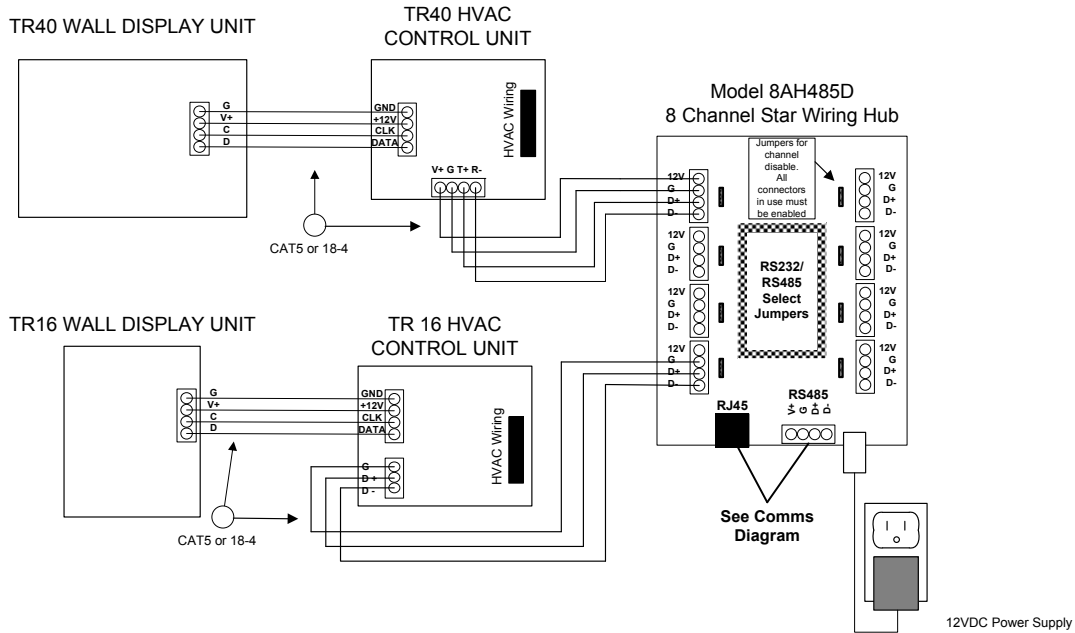 TR40 WALL DISPLAY UNIT
G
V+
C
D
TR40 HVAC
CONTROL UNIT
GND
+12V
CLK
DATA
HVAC Wiring
V+ G T+ R-
CAT5 or 18-4
Model 8AH485D
8 Channel Star Wiring Hub
Jumpers for
channel
disable.
All
connectors
in use must
be enabled
12V
G
D+
D-
12V
G
D+
D-
12V
G
D+
D-
12V
G
D+
D-
RS232/
RS485
Select
Jumpers
12V
G
D+
D-
12V
G
D+
D-
12V
G
D+
D-
12V
G
D+
D-
RJ45
RS485
V+
G
D+
D-
See Comms
Diagram
12VDC Power Supply
TR16 WALL DISPLAY UNIT
G
V+
C
D
TR 16 HVAC
CONTROL UNIT
GND
+12V
CLK
DATA
G
D +
D -
HVAC Wiring
CAT5 or 18-4